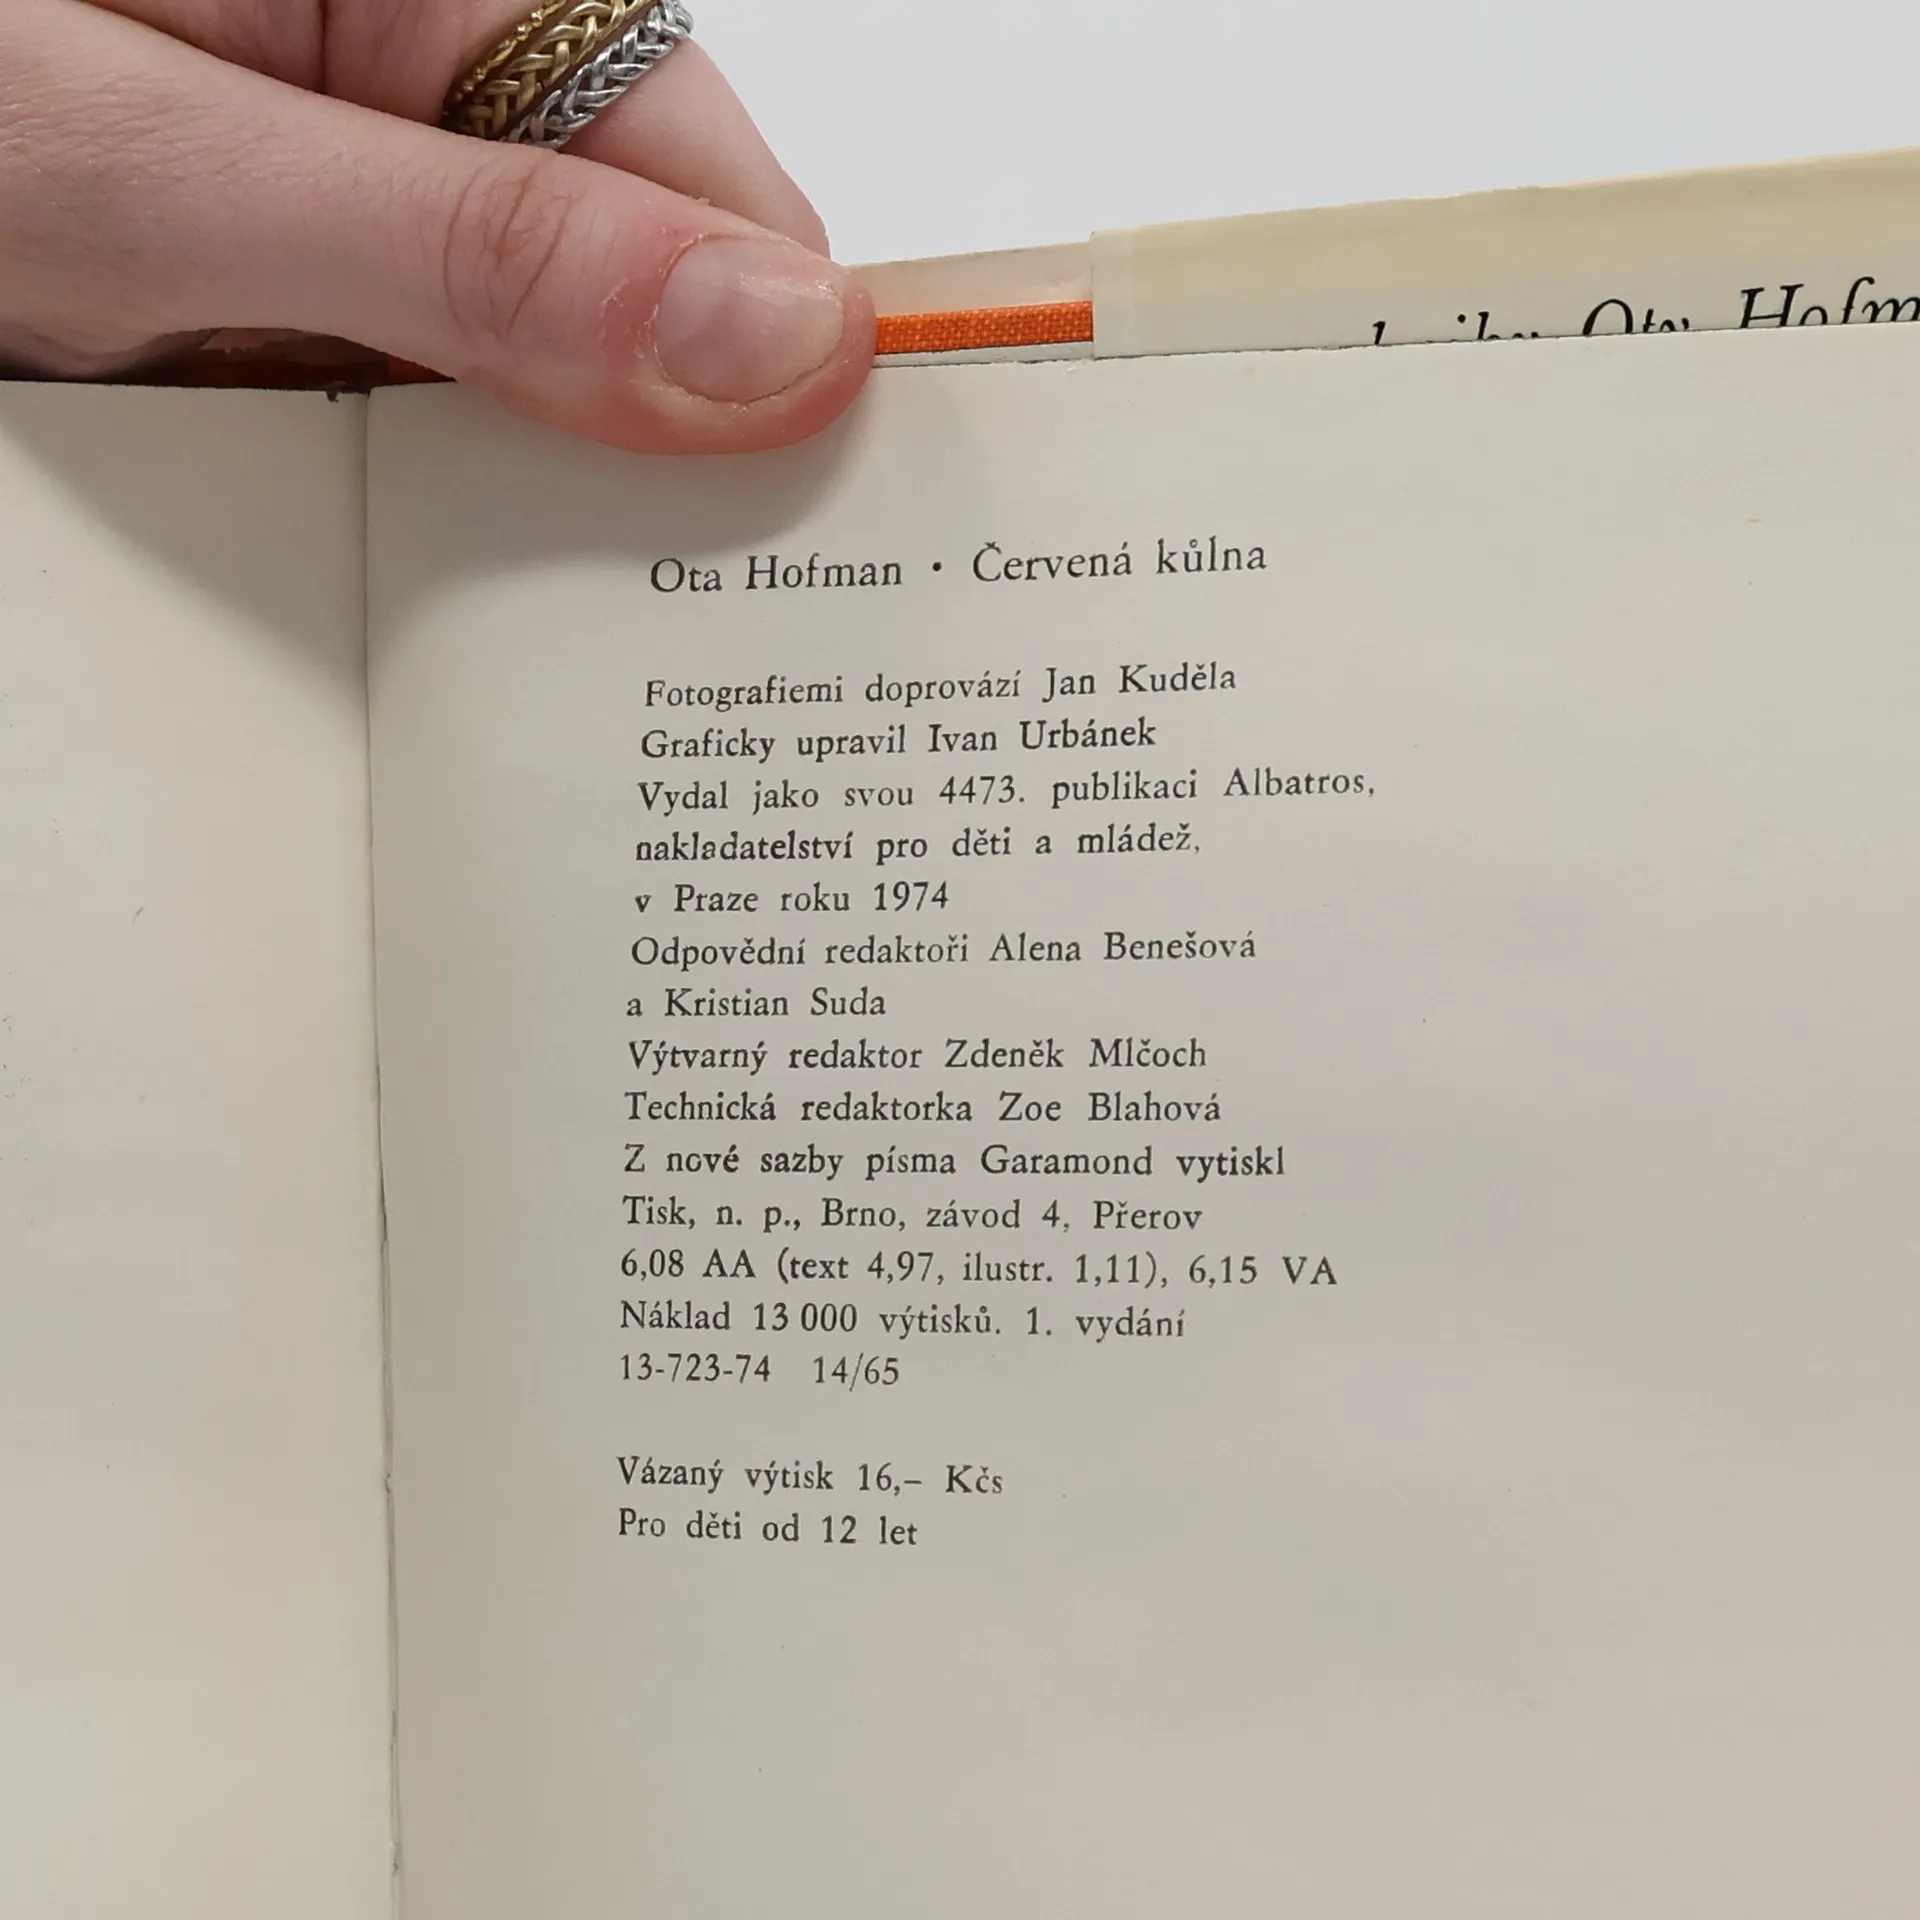 Ota Hofm
Ota Hofman · Červená kůlna
Fotografiemi doprovází Jan Kuděla
Graficky upravil Ivan Urbánek
Vydal jako svou 4473. publikaci Albatros,
nakladatelství pro děti a mládež,
v Praze roku 1974
Odpovědní redaktoři Alena Benešová
a Kristian Suda
Výtvarný redaktor Zdeněk Mlčoch
Technická redaktorka Zoe Blahová
Z nové sazby písma Garamond vytiskl
Tisk, n. p., Brno, závod 4, Přerov
6,08 AA (text 4,97, ilustr. 1,11), 6,15 VA
Náklad 13 000 výtisků. 1. vydání
13-723-74 14/65
Vázaný výtisk 16,– Kčs
Pro děti od 12 let